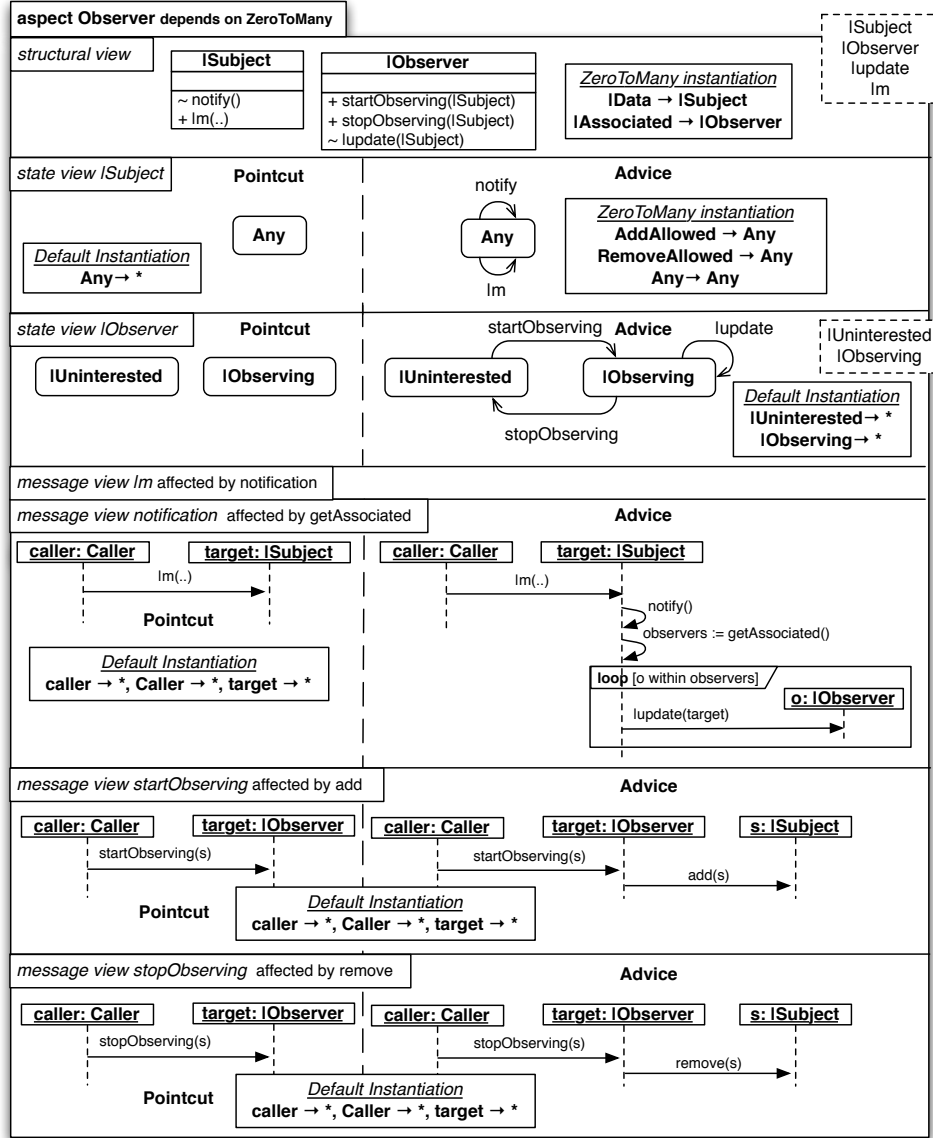 aspect Observer depends on ZeroToMany
|Subject
|Observer
|update
|m
structural view
|Subject
~ notify()
+ |m(..)
|Observer
+ startObserving(|Subject)
+ stopObserving(|Subject)
~ |update(|Subject)
ZeroToMany instantiation
|Data → |Subject
|Associated → |Observer
state view |Subject
Pointcut
Advice
Any
Default Instantiation
Any → *
notify
Any
|m
ZeroToMany instantiation
AddAllowed → Any
RemoveAllowed → Any
Any → Any
state view |Observer
Pointcut
Advice
|Uninterested
|Observing
startObserving
|update
|Uninterested
|Observing
stopObserving
|Uninterested
|Observing
Default Instantiation
|Uninterested → *
|Observing → *
message view |m affected by notification
message view notification affected by getAssociated
Advice
caller: Caller
target: |Subject
|m(..)
Pointcut
Default Instantiation
caller → *, Caller → *, target → *
caller: Caller
target: |Subject
|m(..)
notify()
observers := getAssociated()
loop [o within observers]
o: |Observer
|update(target)
message view startObserving affected by add
Advice
caller: Caller
target: |Observer
startObserving(s)
caller: Caller
target: |Observer
s: |Subject
startObserving(s)
add(s)
Pointcut
Default Instantiation
caller → *, Caller → *, target → *
message view stopObserving affected by remove
Advice
caller: Caller
target: |Observer
stopObserving(s)
caller: Caller
target: |Observer
s: |Subject
stopObserving(s)
remove(s)
Pointcut
Default Instantiation
caller → *, Caller → *, target → *